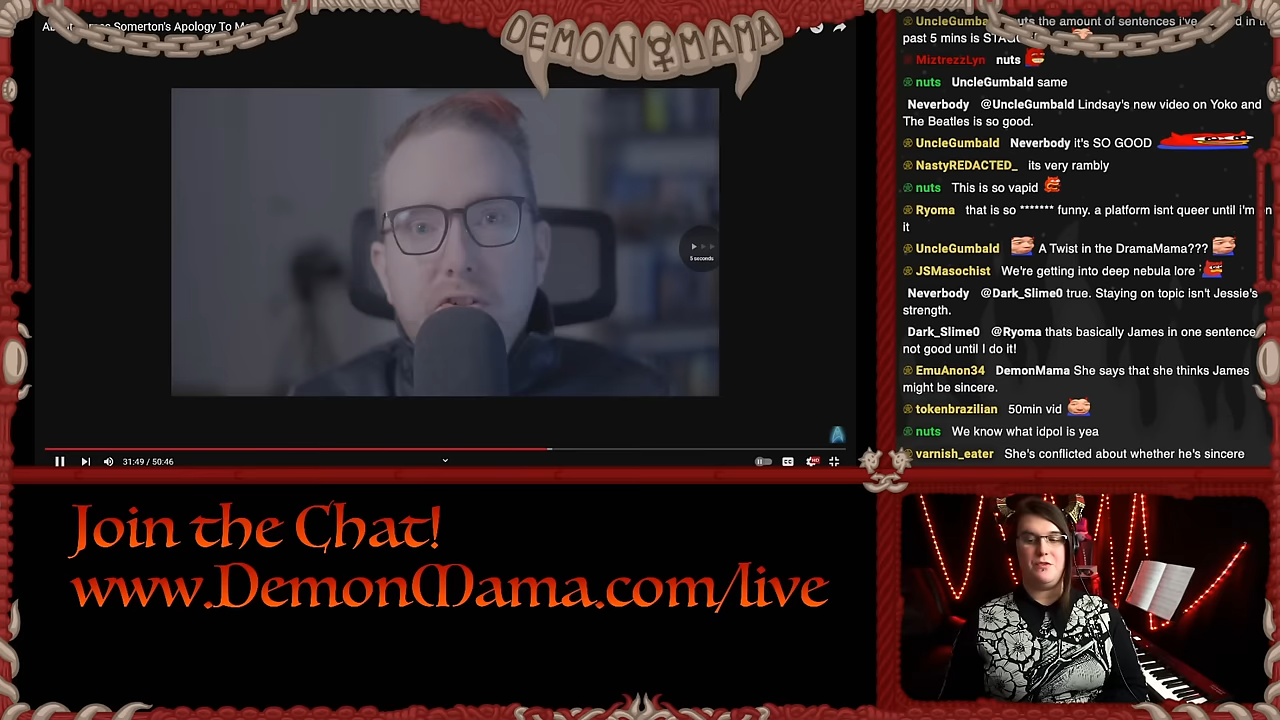 Somerton's Apology To
DEMON MAMA
5 seconds
31:49 / 50:46
HD
Join the Chat!
www.DemonMama.com/live
the amount of sentences i've in
past 5 mins is
MiztrezzLyn nuts
nuts UncleGumbald same
Neverbody @UncleGumbald Lindsay's new video on Yoko and
The Beatles is so good.
UncleGumbald Neverbody it's SO GOOD
NastyREDACTED_ its very rambly
nuts This is so vapid
Ryoma that is so ******* funny. a platform isnt queer until i'm
it
UncleGumbald A Twist in the DramaMama???
JSMasochist We're getting into deep nebula lore
Neverbody @Dark_Slime0 true. Staying on topic isn't Jessie's
strength.
Dark_Slime0 @Ryoma thats basically James in one sentence
not good until I do it!
EmuAnon34 DemonMama She says that she thinks James
might be sincere.
tokenbrazilian 50min vid
nuts We know what idpol is yea
varnish_eater She's conflicted about whether he's sincere